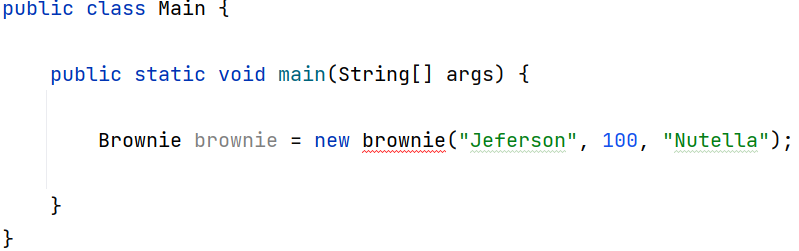 public class Main {
public static void main(String[] args) {
Brownie brownie = new brownie("Jeferson", 100, "Nutella");
}
}